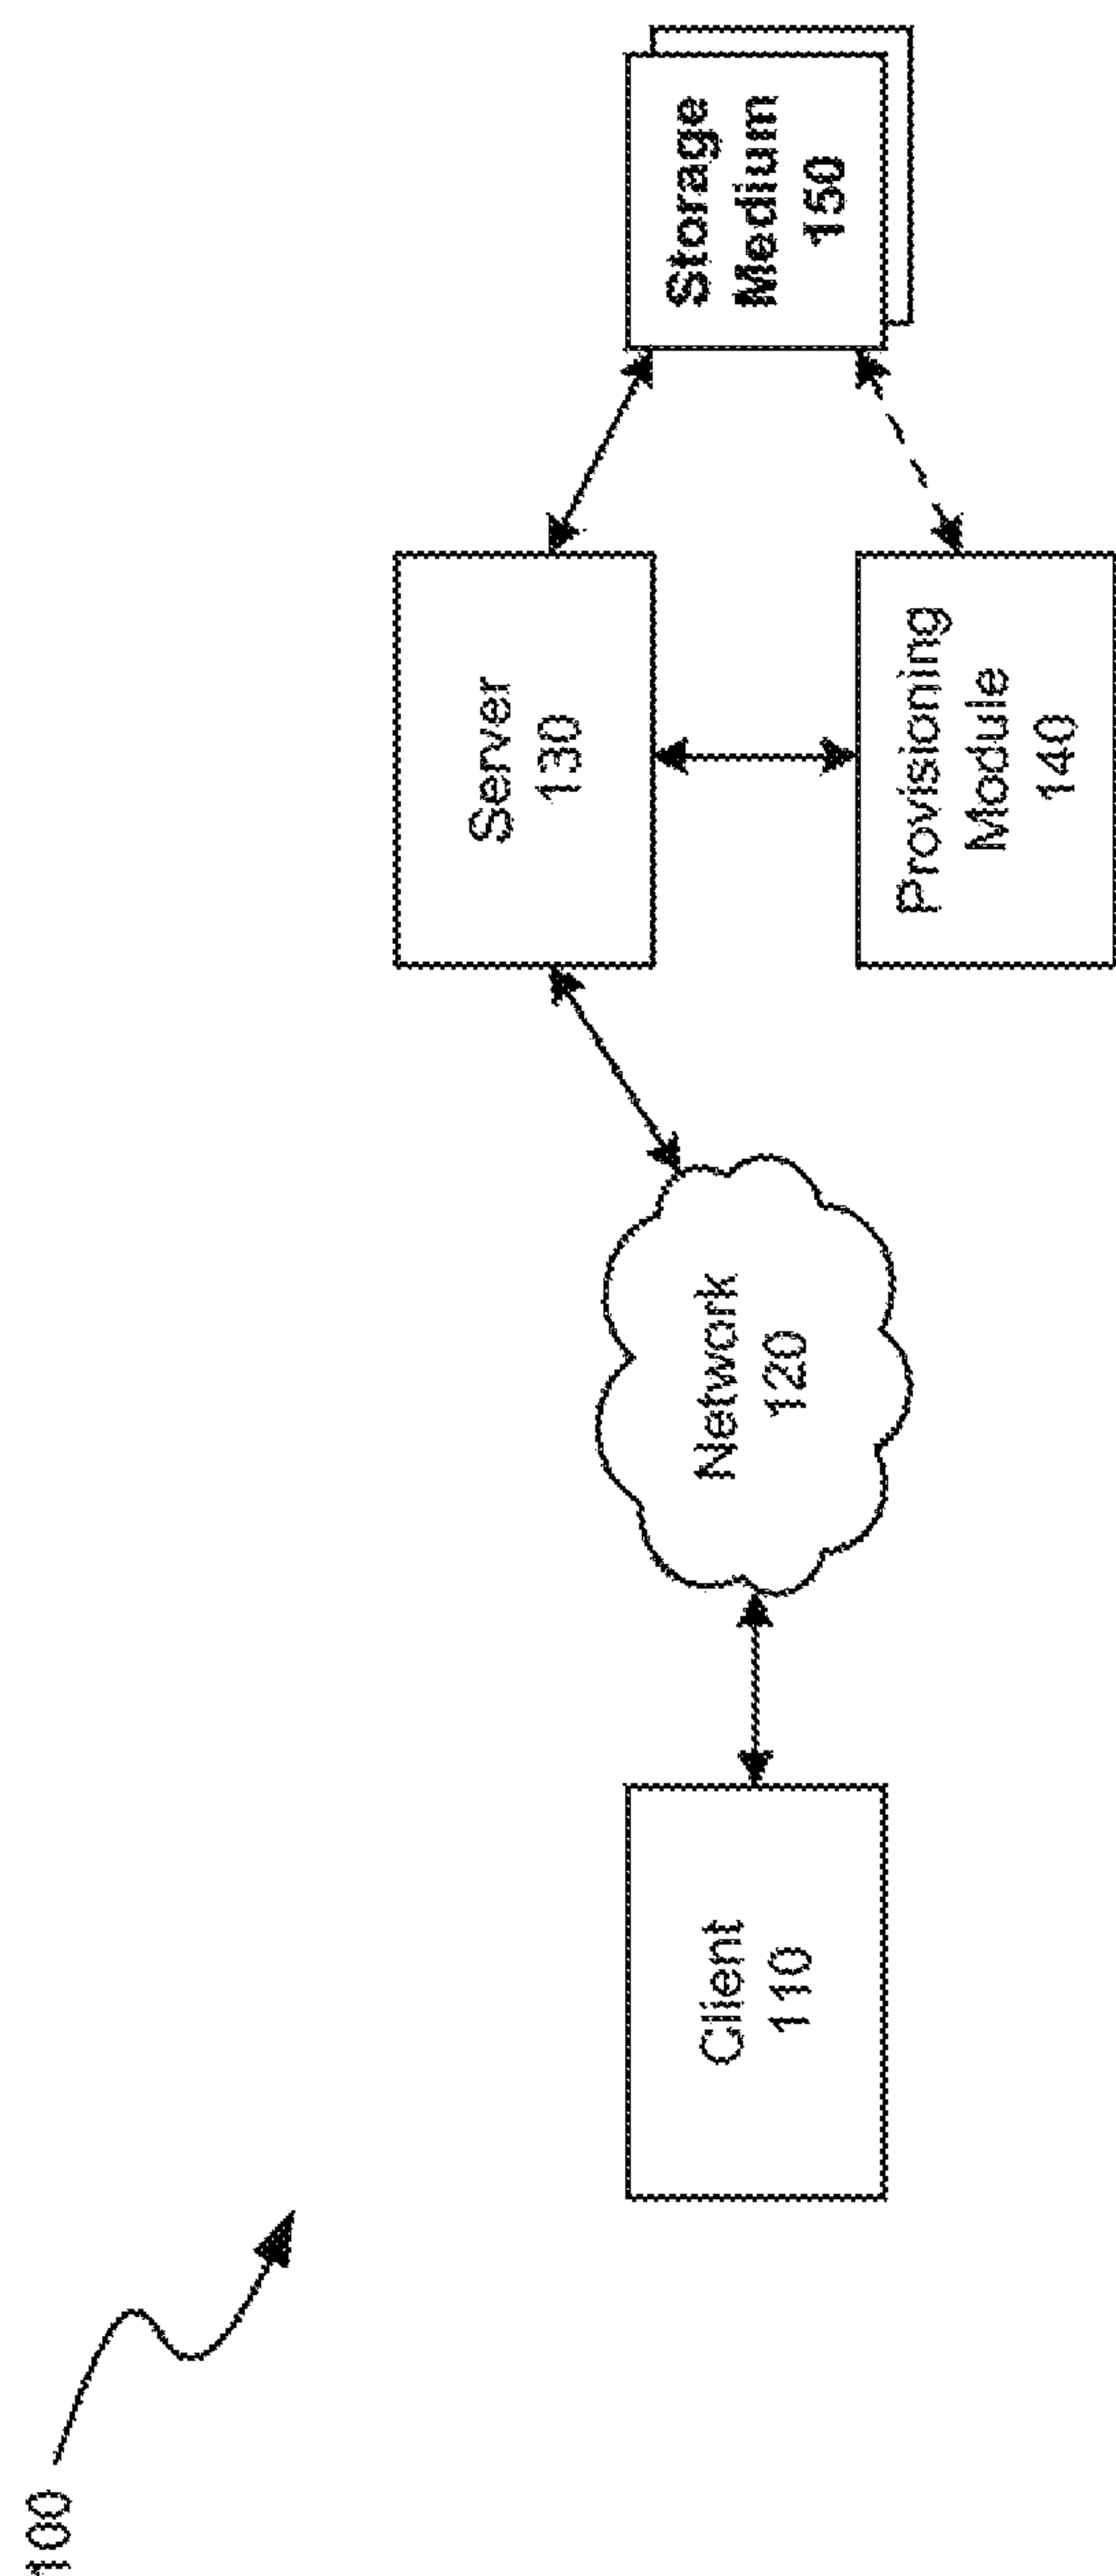 100
Client
110
Network
120
Server
130
Provisioning
Module
140
Storage
Medium
150